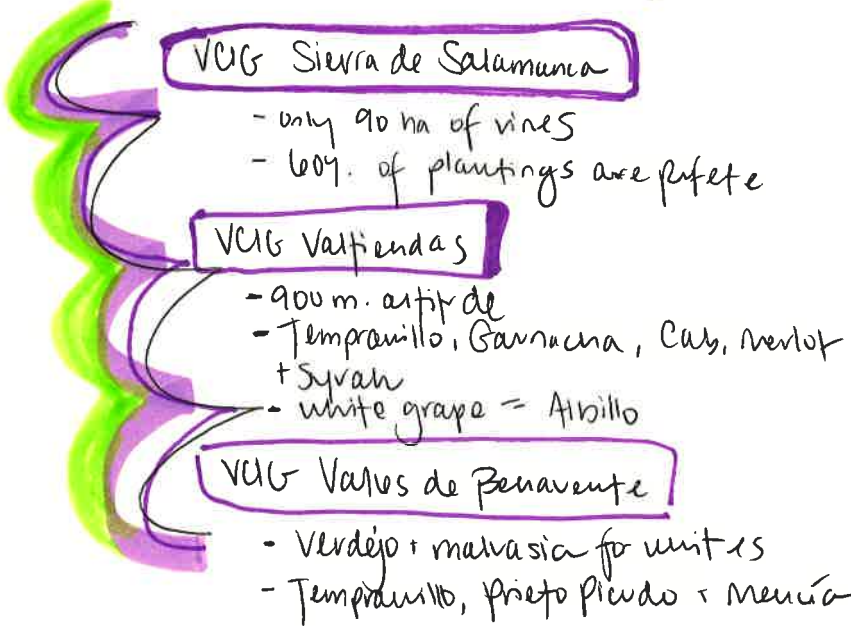 VCIG Sierra de Salamanca
- only 90 ha of vines
- 60%. of plantings are rufete
VCIG Valtiendas
- 900 m. altitude
- Tempranillo, Garnacha, Cab, merlot
+ Syrah
- white grape = Albillo
VCIG Valles de Benavente
- Verdejo + malvasia for whites
- Tempranillo, prieto picudo + mencía